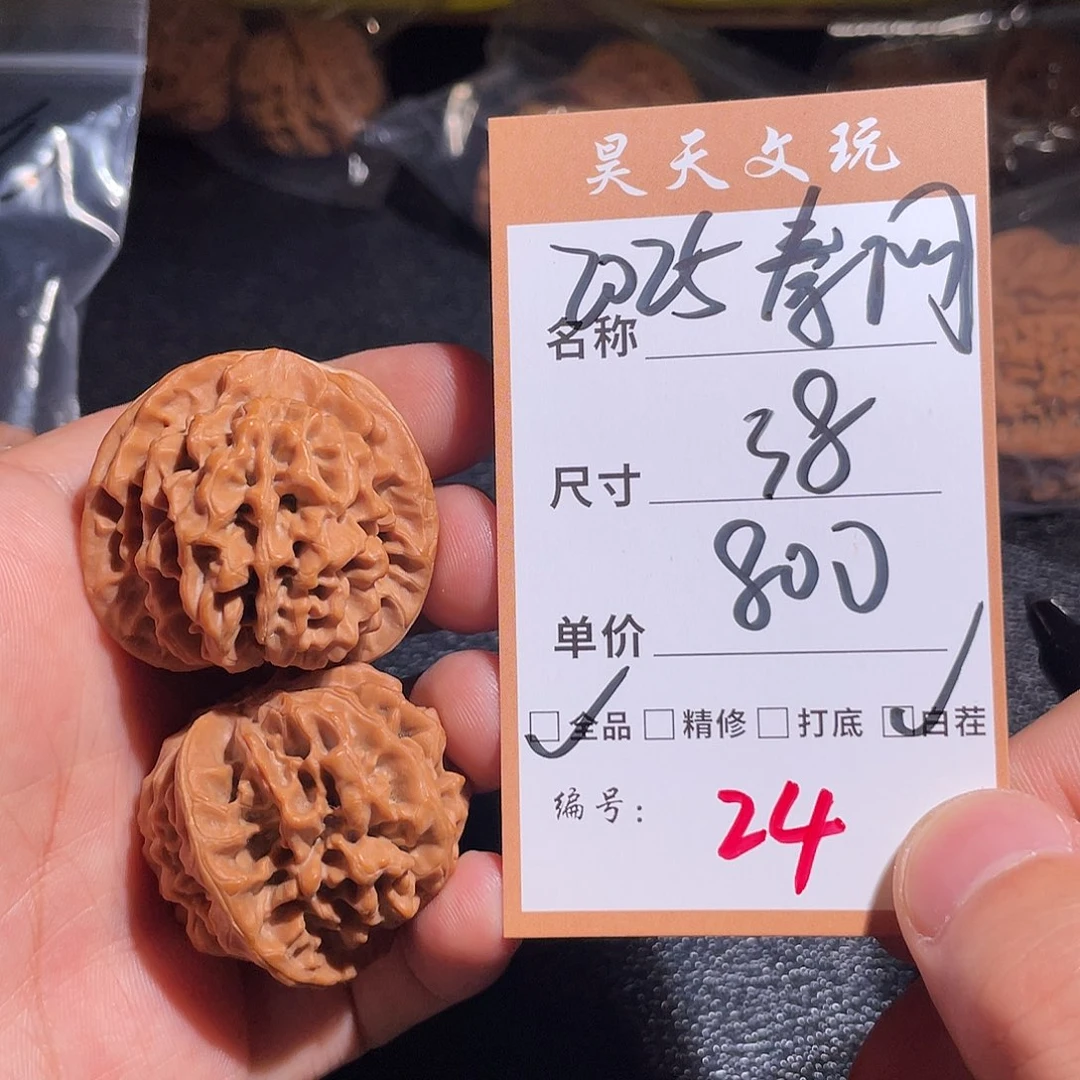 昊天文玩
名称 2025
尺寸 38
单价 800
全品 精修 打底 白茬
编号: 24